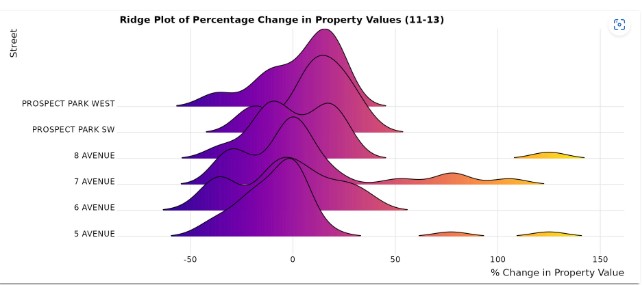 Ridge Plot of Percentage Change in Property Values (11-13)
Street
PROSPECT PARK WEST
PROSPECT PARK SW
8 AVENUE
7 AVENUE
6 AVENUE
5 AVENUE
-50 0 50 100 150
% Change in Property Value